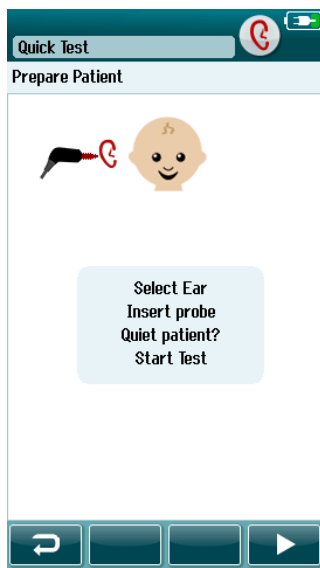 Quick Test
Prepare Patient
Select Ear
Insert probe
Quiet patient?
Start Test